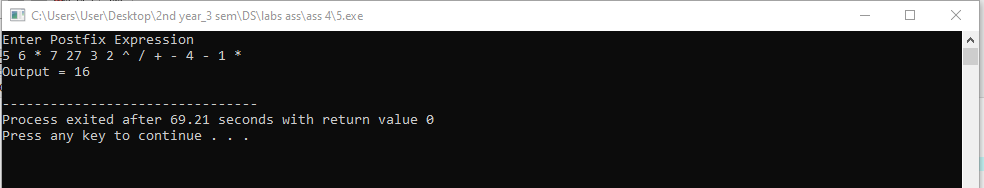 C:\Users\User\Desktop\2nd year_3 sem\DS\labs ass\ass 4\5.exe
Enter Postfix Expression
5 6 * 7 27 3 2 ^ / + - 4 - 1 *
Output = 16
--------------------------------
Process exited after 69.21 seconds with return value 0
Press any key to continue . . .